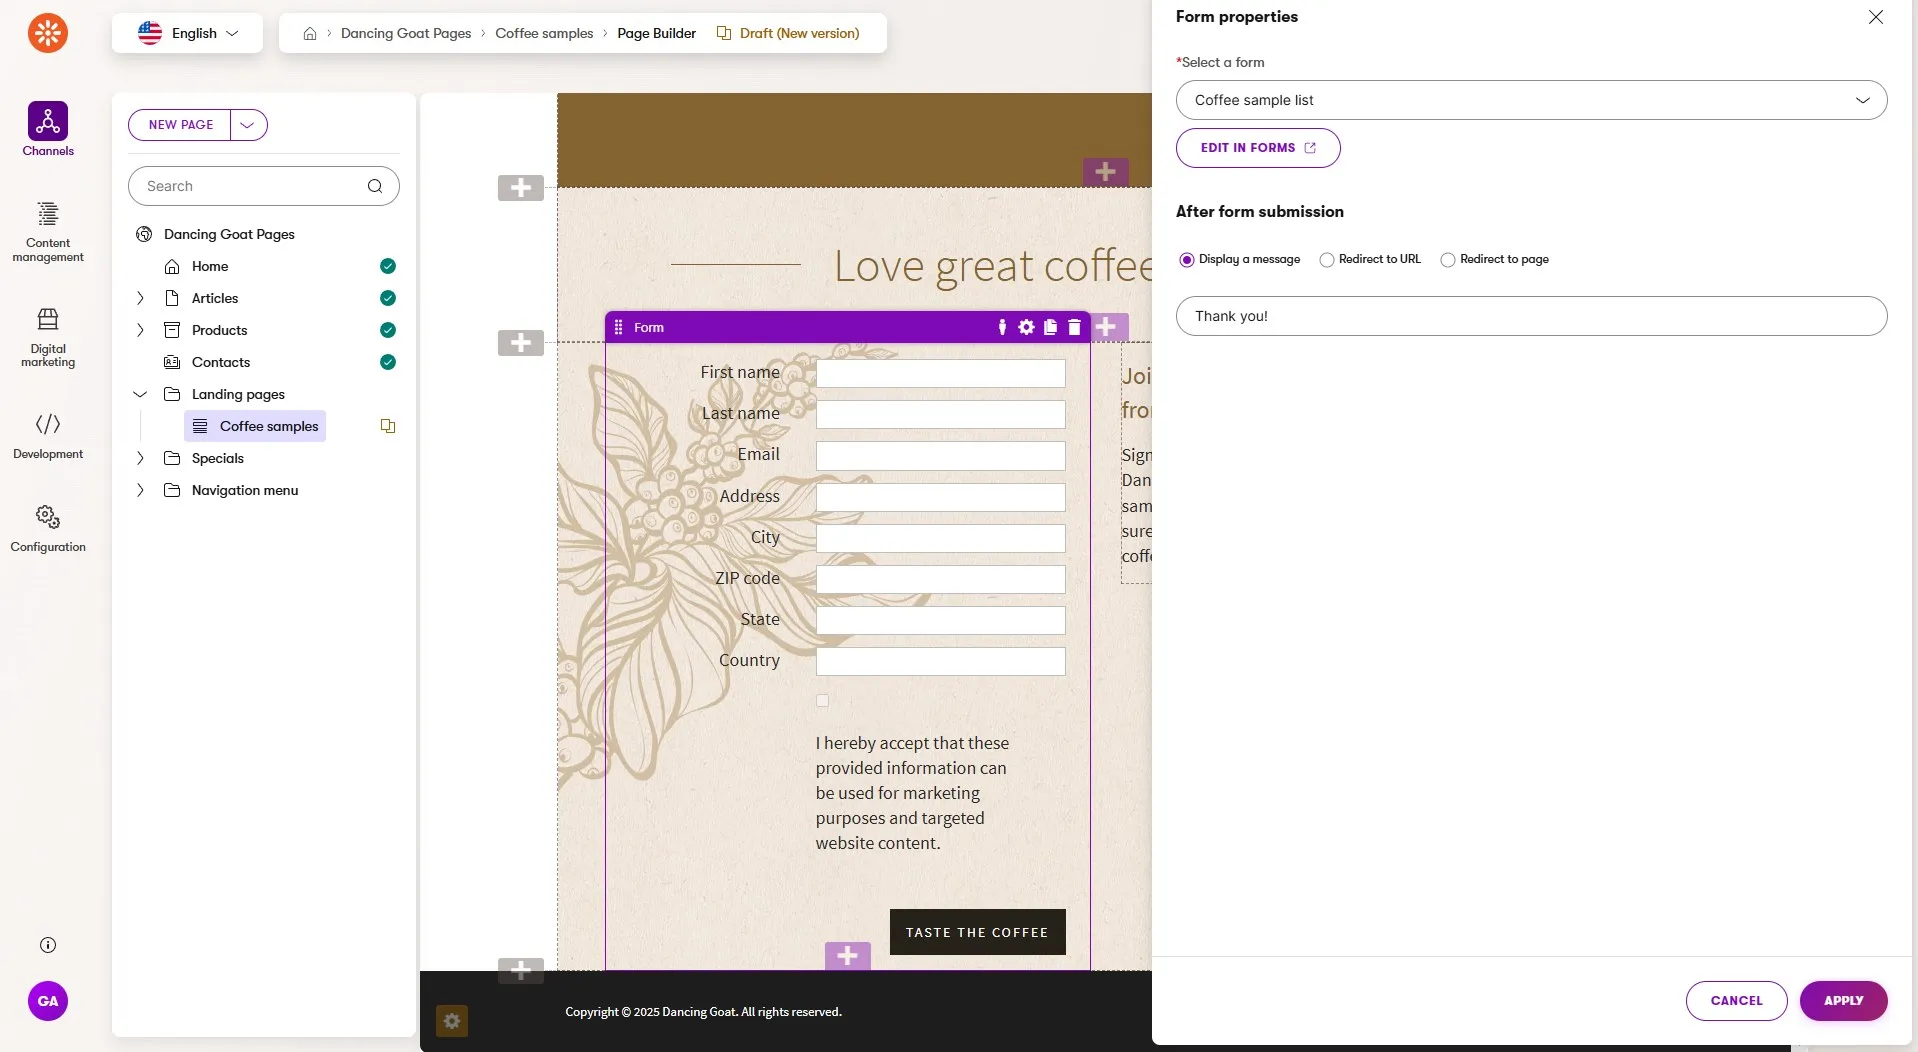 English
Dancing Goat Pages
Coffee samples
Page Builder
Draft (New version)
Channels
Content
management
Digital
marketing
Development
Configuration
GA
NEW PAGE
Search
Dancing Goat Pages
Home
Articles
Products
Contacts
Landing pages
Coffee samples
Specials
Navigation menu
Love great coffee
Form
First name
Last name
Email
Address
City
ZIP code
State
Country
I hereby accept that these
provided information can
be used for marketing
purposes and targeted
website content.
TASTE THE COFFEE
Joi
fro
Sign
Dan
sam
sure
coffe
Copyright © 2025 Dancing Goat. All rights reserved.
Form properties
*Select a form
Coffee sample list
EDIT IN FORMS
After form submission
Display a message
Redirect to URL
Redirect to page
Thank you!
CANCEL
APPLY